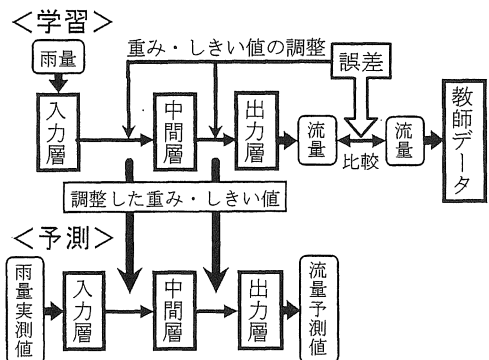 ＜学習＞
雨量
重み・しきい値の調整
誤差
入力層
中間層
出力層
流量
比較
流量
教師データ
調整した重み・しきい値
＜予測＞
雨量実測値
入力層
中間層
出力層
流量予測値